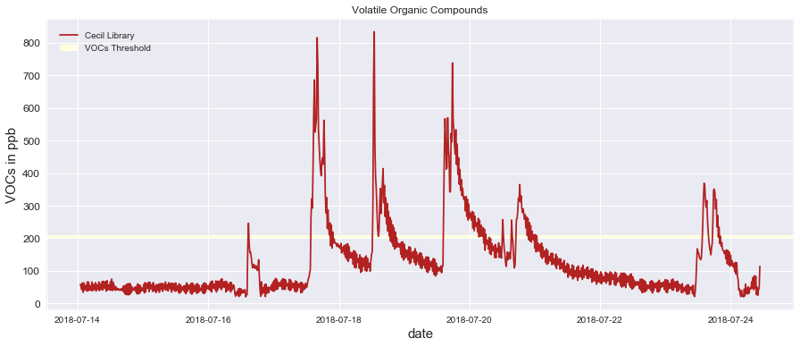 Volatile Organic Compounds
Cecil Library
VOCs Threshold
VOCs in ppb
800
700
600
500
400
300
200
100
0
2018-07-14 2018-07-16 2018-07-18 2018-07-20 2018-07-22 2018-07-24
date